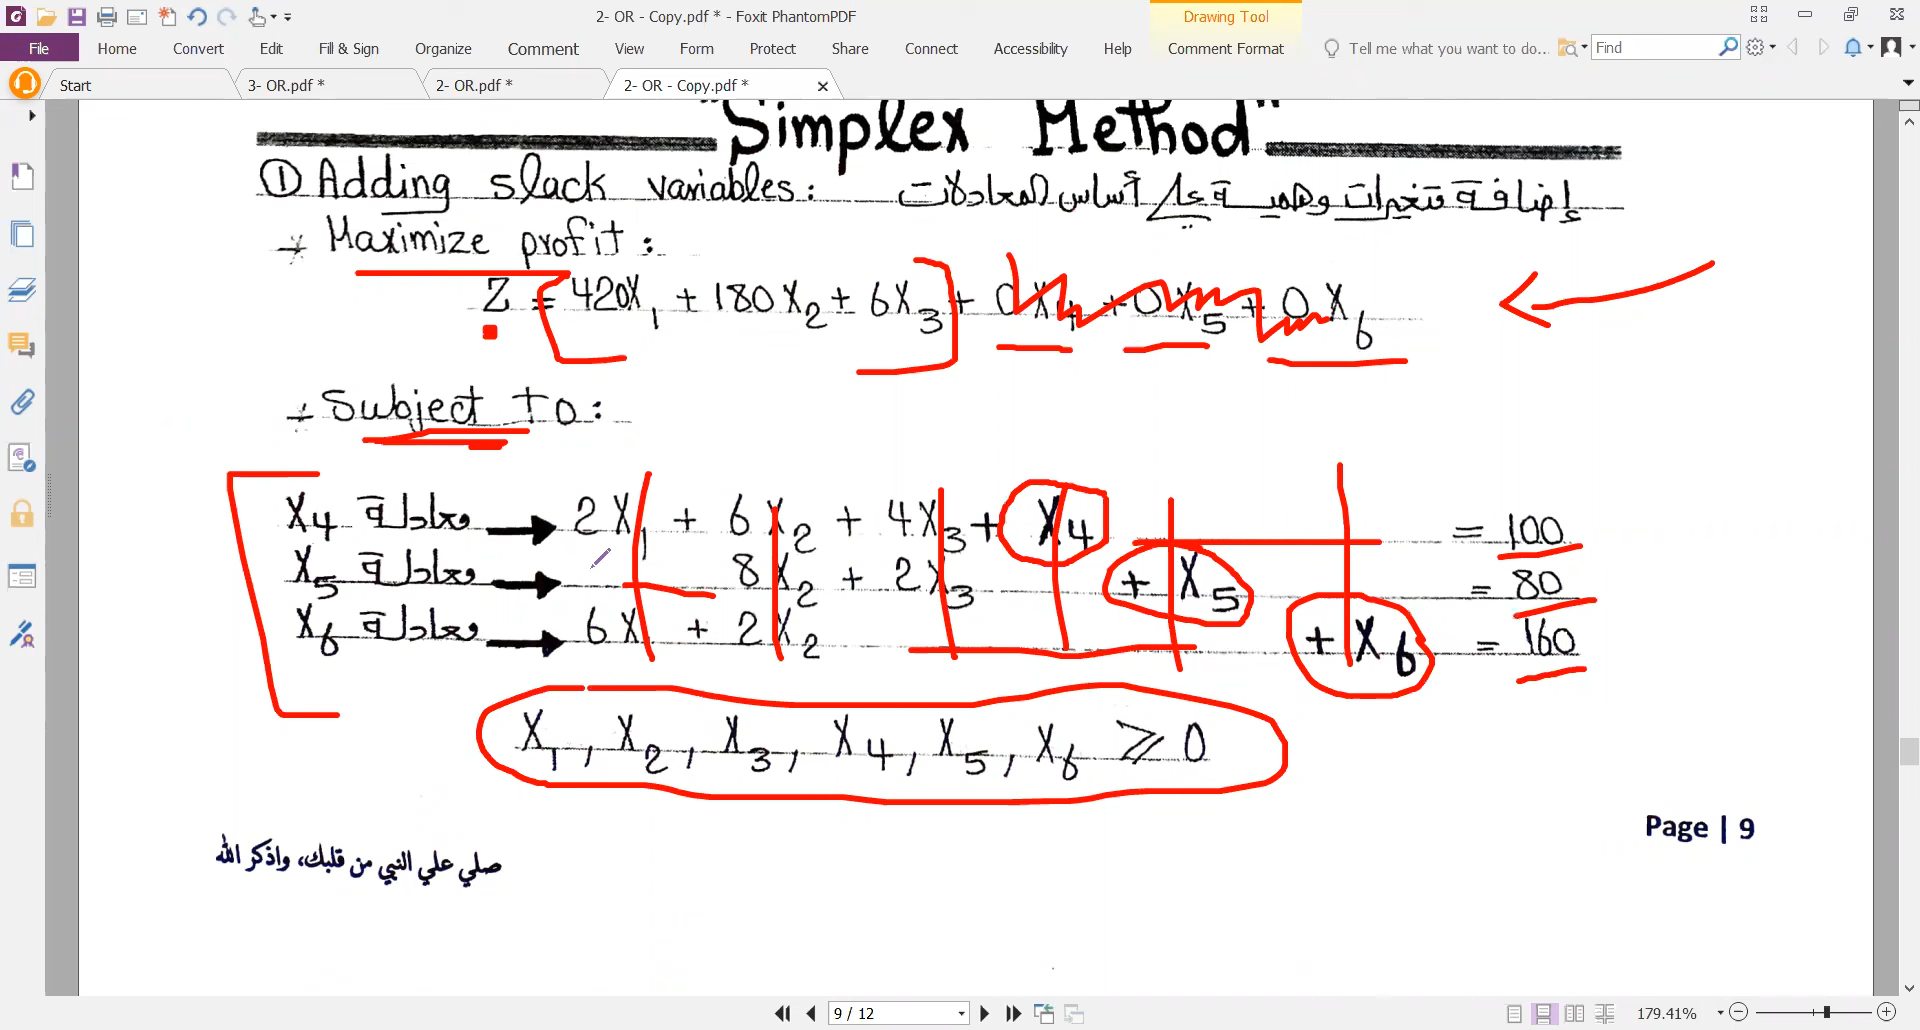 2- OR - Copy.pdf * - Foxit PhantomPDF
Drawing Tool
File Home Convert Edit Fill & Sign Organize Comment View Form Protect Share Connect Accessibility Help Comment Format Tell me what you want to do... Find
Start 3- OR.pdf * 2- OR.pdf * 2- OR - Copy.pdf *
"Simplex Method"
① Adding slack variables: إضافة متغيرات وهمية على أساس المعادلات
Maximize profit:
Z = 420X1 + 180X2 + 6X3 + 0X4 + 0X5 + 0X6
Subject To:
X4 معادلة → 2X1 + 6X2 + 4X3 + X4 = 100
X5 معادلة → 8X2 + 2X3 + X5 = 80
X6 معادلة → 6X1 + 2X2 + X6 = 160
X1, X2, X3, X4, X5, X6 ≥ 0
Page | 9
صلي علي النبي من قلبك، واذكر الله
9 / 12 179.41%